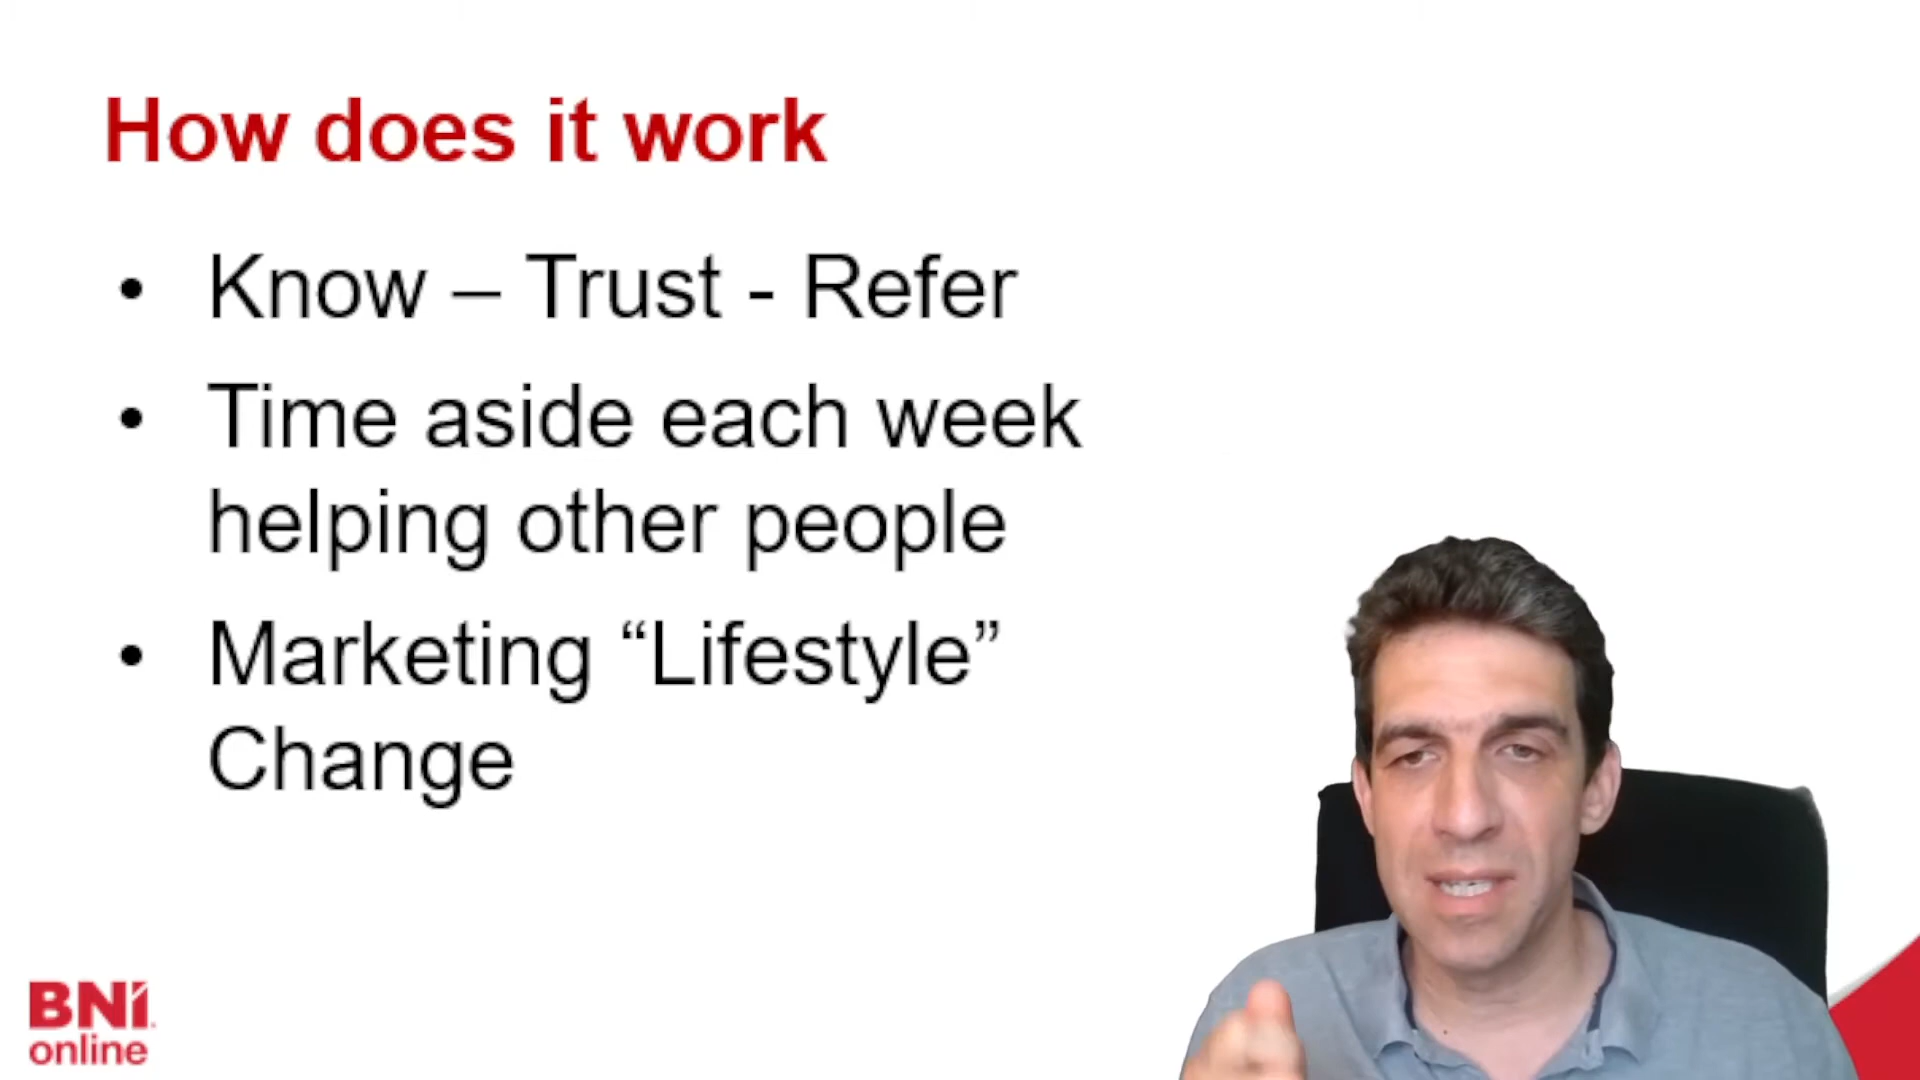 How does it work
• Know – Trust - Refer
• Time aside each week
helping other people
• Marketing “Lifestyle”
Change
BNI
online